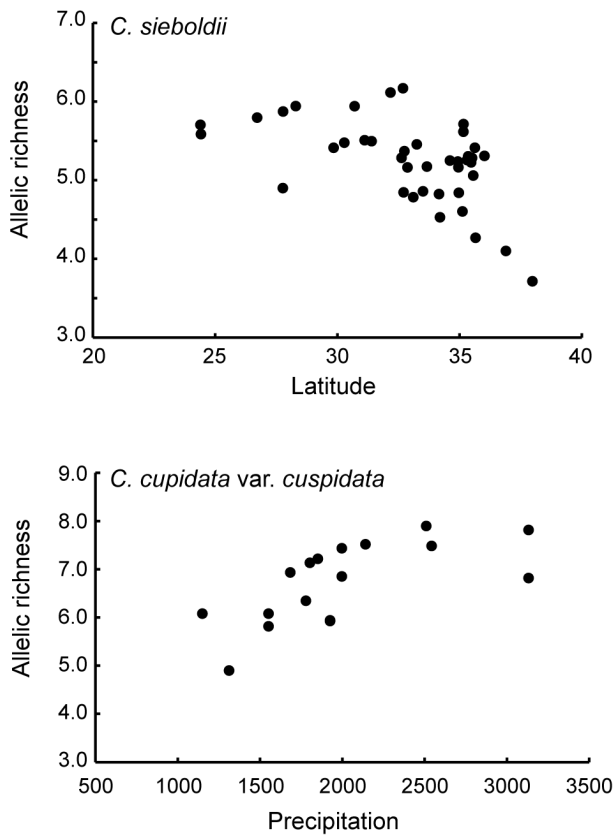 C. sieboldii
7.0
6.0
5.0
4.0
3.0
Allelic richness
20 25 30 35 40
Latitude
C. cupidata var. cuspidata
9.0
8.0
7.0
6.0
5.0
4.0
3.0
Allelic richness
500 1000 1500 2000 2500 3000 3500
Precipitation